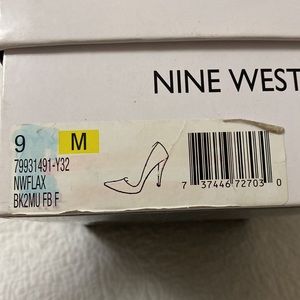 NINE WEST
9 M
79931491-Y32
NWFLAX
BK2MU FB F
7 37446 72703 0